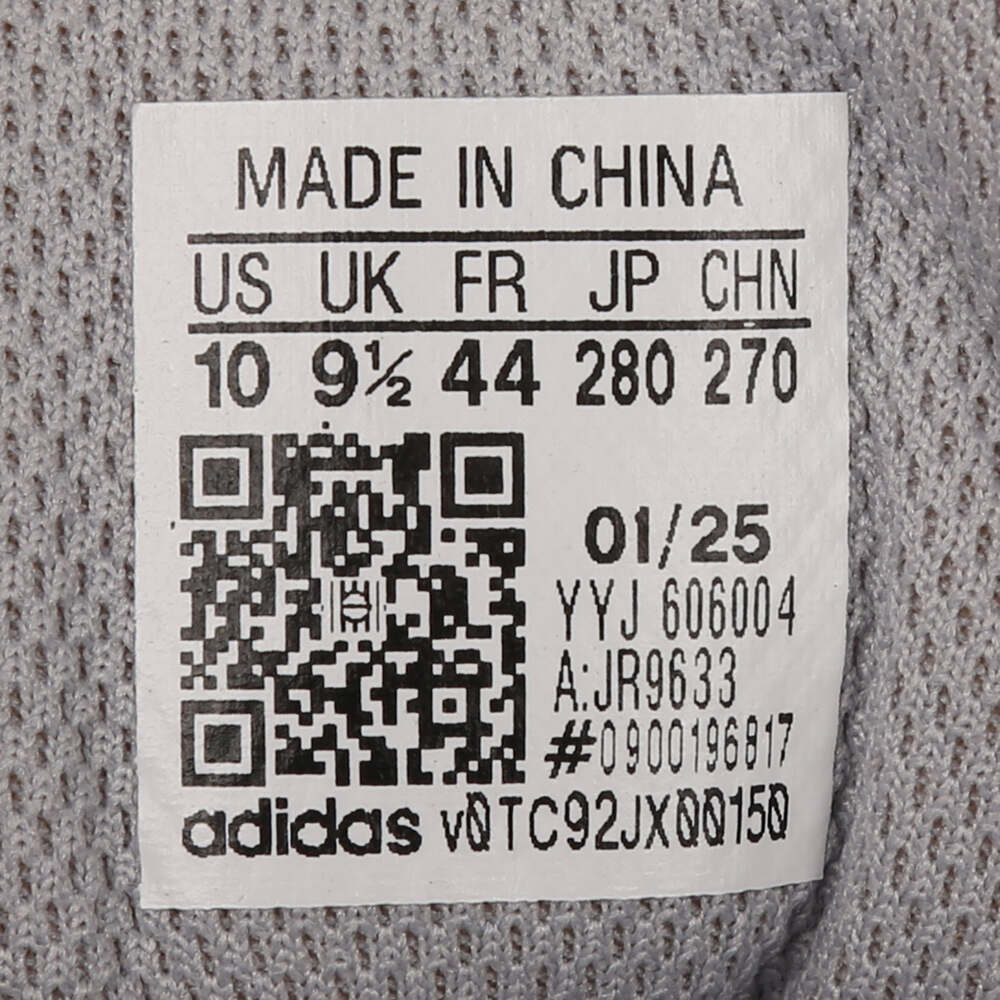 MADE IN CHINA
US UK FR JP CHN
10 9½ 44 280 270
01/25
YYJ 606004
A:JR9633
#0900196817
adidas v0TC92JX00150